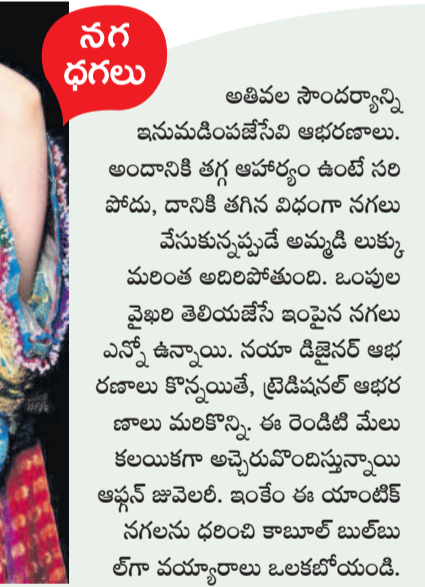 నగ
ధగలు
అతివల సౌందర్యాన్ని
ఇనుమడింపజేసేవి ఆభరణాలు.
అందానికి తగ్గ ఆహార్యం ఉంటే సరి
పోదు, దానికి తగిన విధంగా నగలు
వేసుకున్నప్పుడే అమ్మడి లుక్కు
మరింత అదిరిపోతుంది. ఒంపుల
వైఖరి తెలియజేసే ఇంపైన నగలు
ఎన్నో ఉన్నాయి. నయా డిజైనర్ ఆభ
రణాలు కొన్నయితే, ట్రెడిషనల్ ఆభర
ణాలు మరికొన్ని. ఈ రెండిటి మేలు
కలయికగా అచ్చెరువొందిస్తున్నాయి
ఆఫ్గన్ జువెలరీ. ఇంకేం ఈ యాంటిక్
నగలను ధరించి కాబూల్ బుల్‌బు
ల్‌గా వయ్యారాలు ఒలకబోయండి.